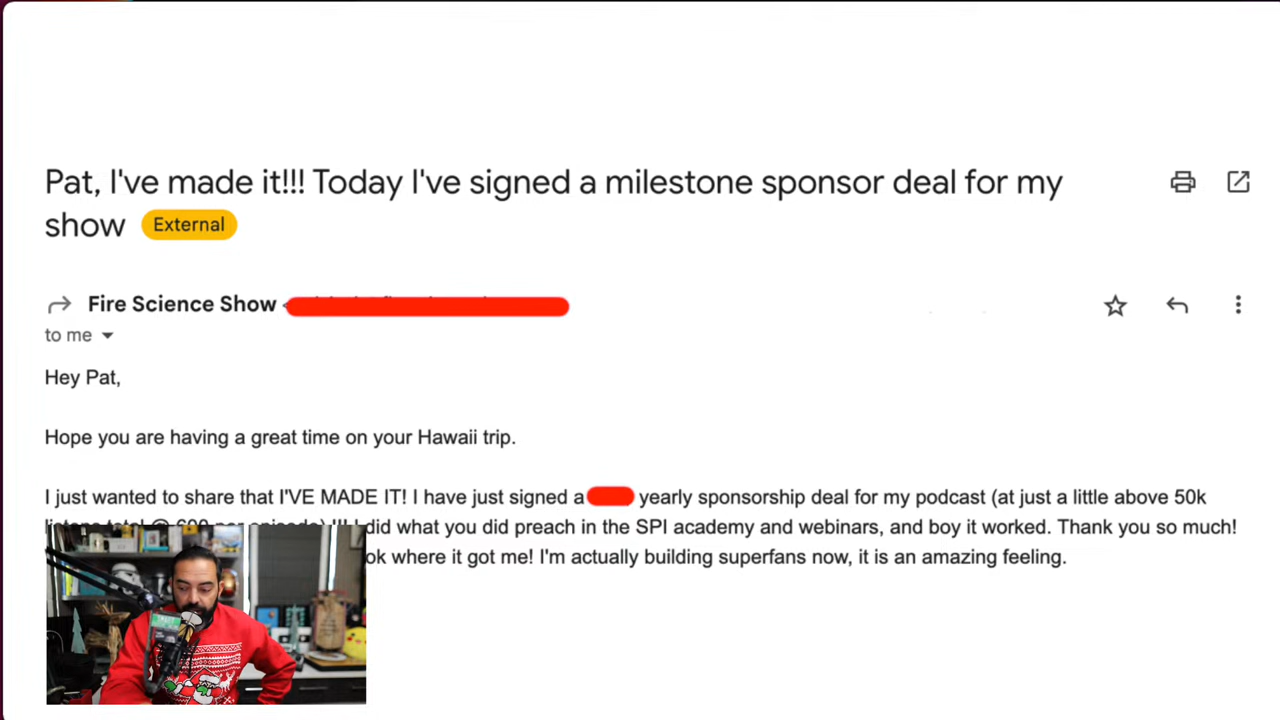 Pat, I've made it!!! Today I've signed a milestone sponsor deal for my
show External
Fire Science Show
to me
Hey Pat,
Hope you are having a great time on your Hawaii trip.
I just wanted to share that I'VE MADE IT! I have just signed a yearly sponsorship deal for my podcast (at just a little above 50k
did what you did preach in the SPI academy and webinars, and boy it worked. Thank you so much!
ok where it got me! I'm actually building superfans now, it is an amazing feeling.